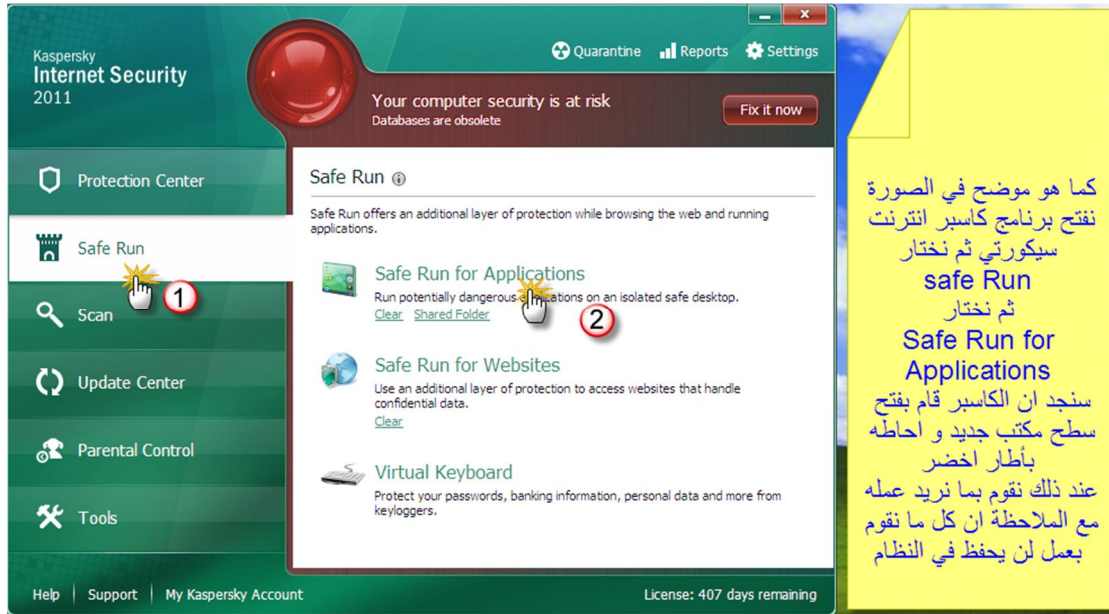 Kaspersky
Internet Security
2011
Quarantine
Reports
Settings
Your computer security is at risk
Databases are obsolete
Fix it now
Protection Center
Safe Run
1
Scan
Update Center
Parental Control
Tools
Safe Run
Safe Run offers an additional layer of protection while browsing the web and running
applications.
Safe Run for Applications
Run potentially dangerous applications on an isolated safe desktop.
Clear Shared Folder
2
Safe Run for Websites
Use an additional layer of protection to access websites that handle
confidential data.
Clear
Virtual Keyboard
Protect your passwords, banking information, personal data and more from
keyloggers.
Help Support My Kaspersky Account
License: 407 days remaining
كما هو موضح في الصورة
نفتح برنامج كاسبر انترنت
سيكورتي ثم نختار
safe Run
ثم نختار
Safe Run for
Applications
سنجد ان الكاسبر قام بفتح
سطح مكتب جديد و احاطه
بأطار اخضر
عند ذلك نقوم بما نريد عمله
مع الملاحظة ان كل ما نقوم
بعمل لن يحفظ في النظام